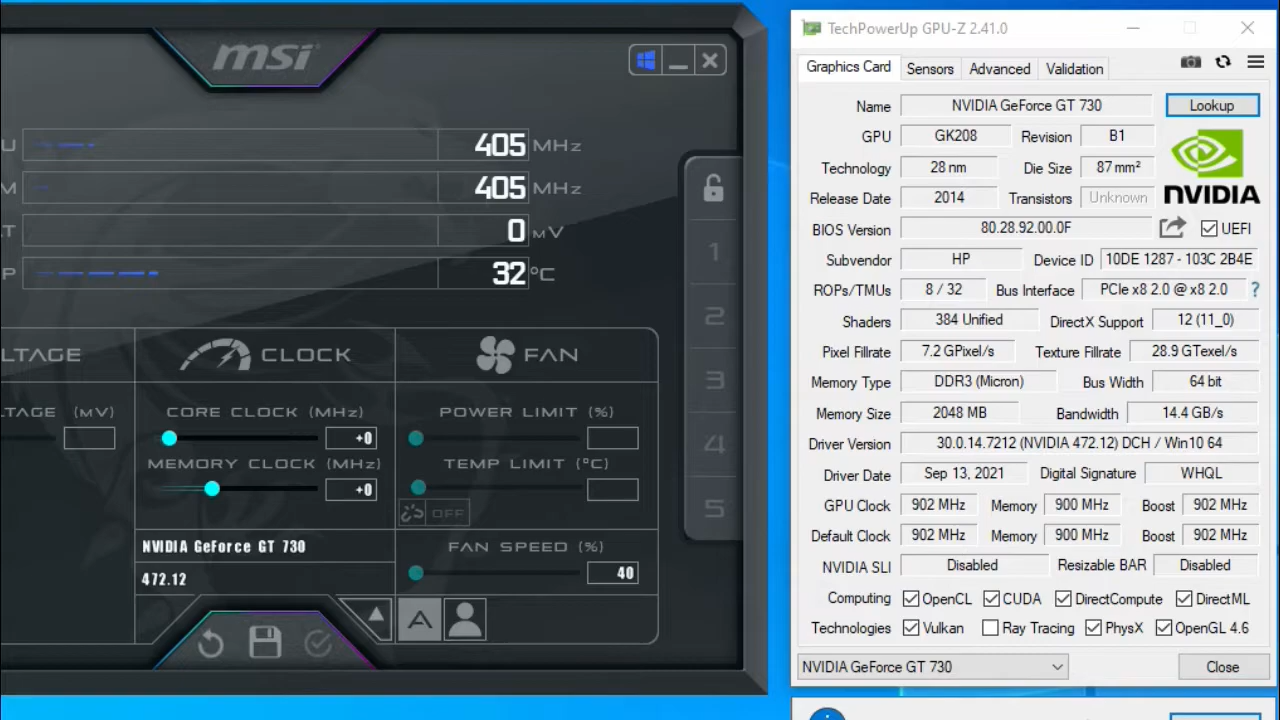 msi
U 405 MHz
M 405 MHz
LT 0 MV
P 32 °C
1
2
3
4
5
LTAGE
CLOCK
FAN
LTAGE (MV)
CORE CLOCK (MHz)
+0
MEMORY CLOCK (MHz)
+0
POWER LIMIT (%)
TEMP LIMIT (°C)
OFF
NVIDIA GeForce GT 730
472.12
FAN SPEED (%)
40
A
TechPowerUp GPU-Z 2.41.0
Graphics Card Sensors Advanced Validation
Name NVIDIA GeForce GT 730 Lookup
GPU GK208 Revision B1
Technology 28 nm Die Size 87 mm²
NVIDIA
Release Date 2014 Transistors Unknown
BIOS Version 80.28.92.00.0F UEFI
Subvendor HP Device ID 10DE 1287 - 103C 2B4E
ROPs/TMUs 8 / 32 Bus Interface PCIe x8 2.0 @ x8 2.0 ?
Shaders 384 Unified DirectX Support 12 (11_0)
Pixel Fillrate 7.2 GPixel/s Texture Fillrate 28.9 GTexel/s
Memory Type DDR3 (Micron) Bus Width 64 bit
Memory Size 2048 MB Bandwidth 14.4 GB/s
Driver Version 30.0.14.7212 (NVIDIA 472.12) DCH / Win10 64
Driver Date Sep 13, 2021 Digital Signature WHQL
GPU Clock 902 MHz Memory 900 MHz Boost 902 MHz
Default Clock 902 MHz Memory 900 MHz Boost 902 MHz
NVIDIA SLI Disabled Resizable BAR Disabled
Computing OpenCL CUDA DirectCompute DirectML
Technologies Vulkan Ray Tracing PhysX OpenGL 4.6
NVIDIA GeForce GT 730 Close